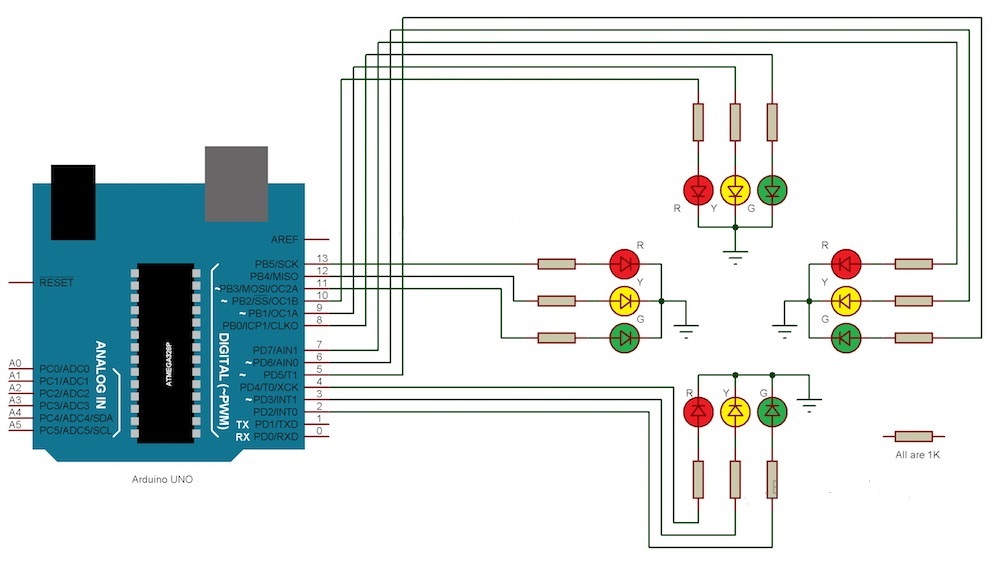 AREF
RESET
PB5/SCK 13
PB4/MISO 12
~PB3/MOSI/OC2A 11
~ PB2/SS/OC1B 10
~ PB1/OC1A 9
PB0/ICP1/CLKO 8
PD7/AIN1 7
~ PD6/AIN0 6
~ PD5/T1 5
PD4/T0/XCK 4
~ PD3/INT1 3
PD2/INT0 2
TX PD1/TXD 1
RX PD0/RXD 0
DIGITAL (~PWM)
ATMEGA328P
ANALOG IN
A0 PC0/ADC0
A1 PC1/ADC1
A2 PC2/ADC2
A3 PC3/ADC3
A4 PC4/ADC4/SDA
A5 PC5/ADC5/SCL
Arduino UNO
R Y G
R
Y
G
R
Y
G
R Y G
All are 1K